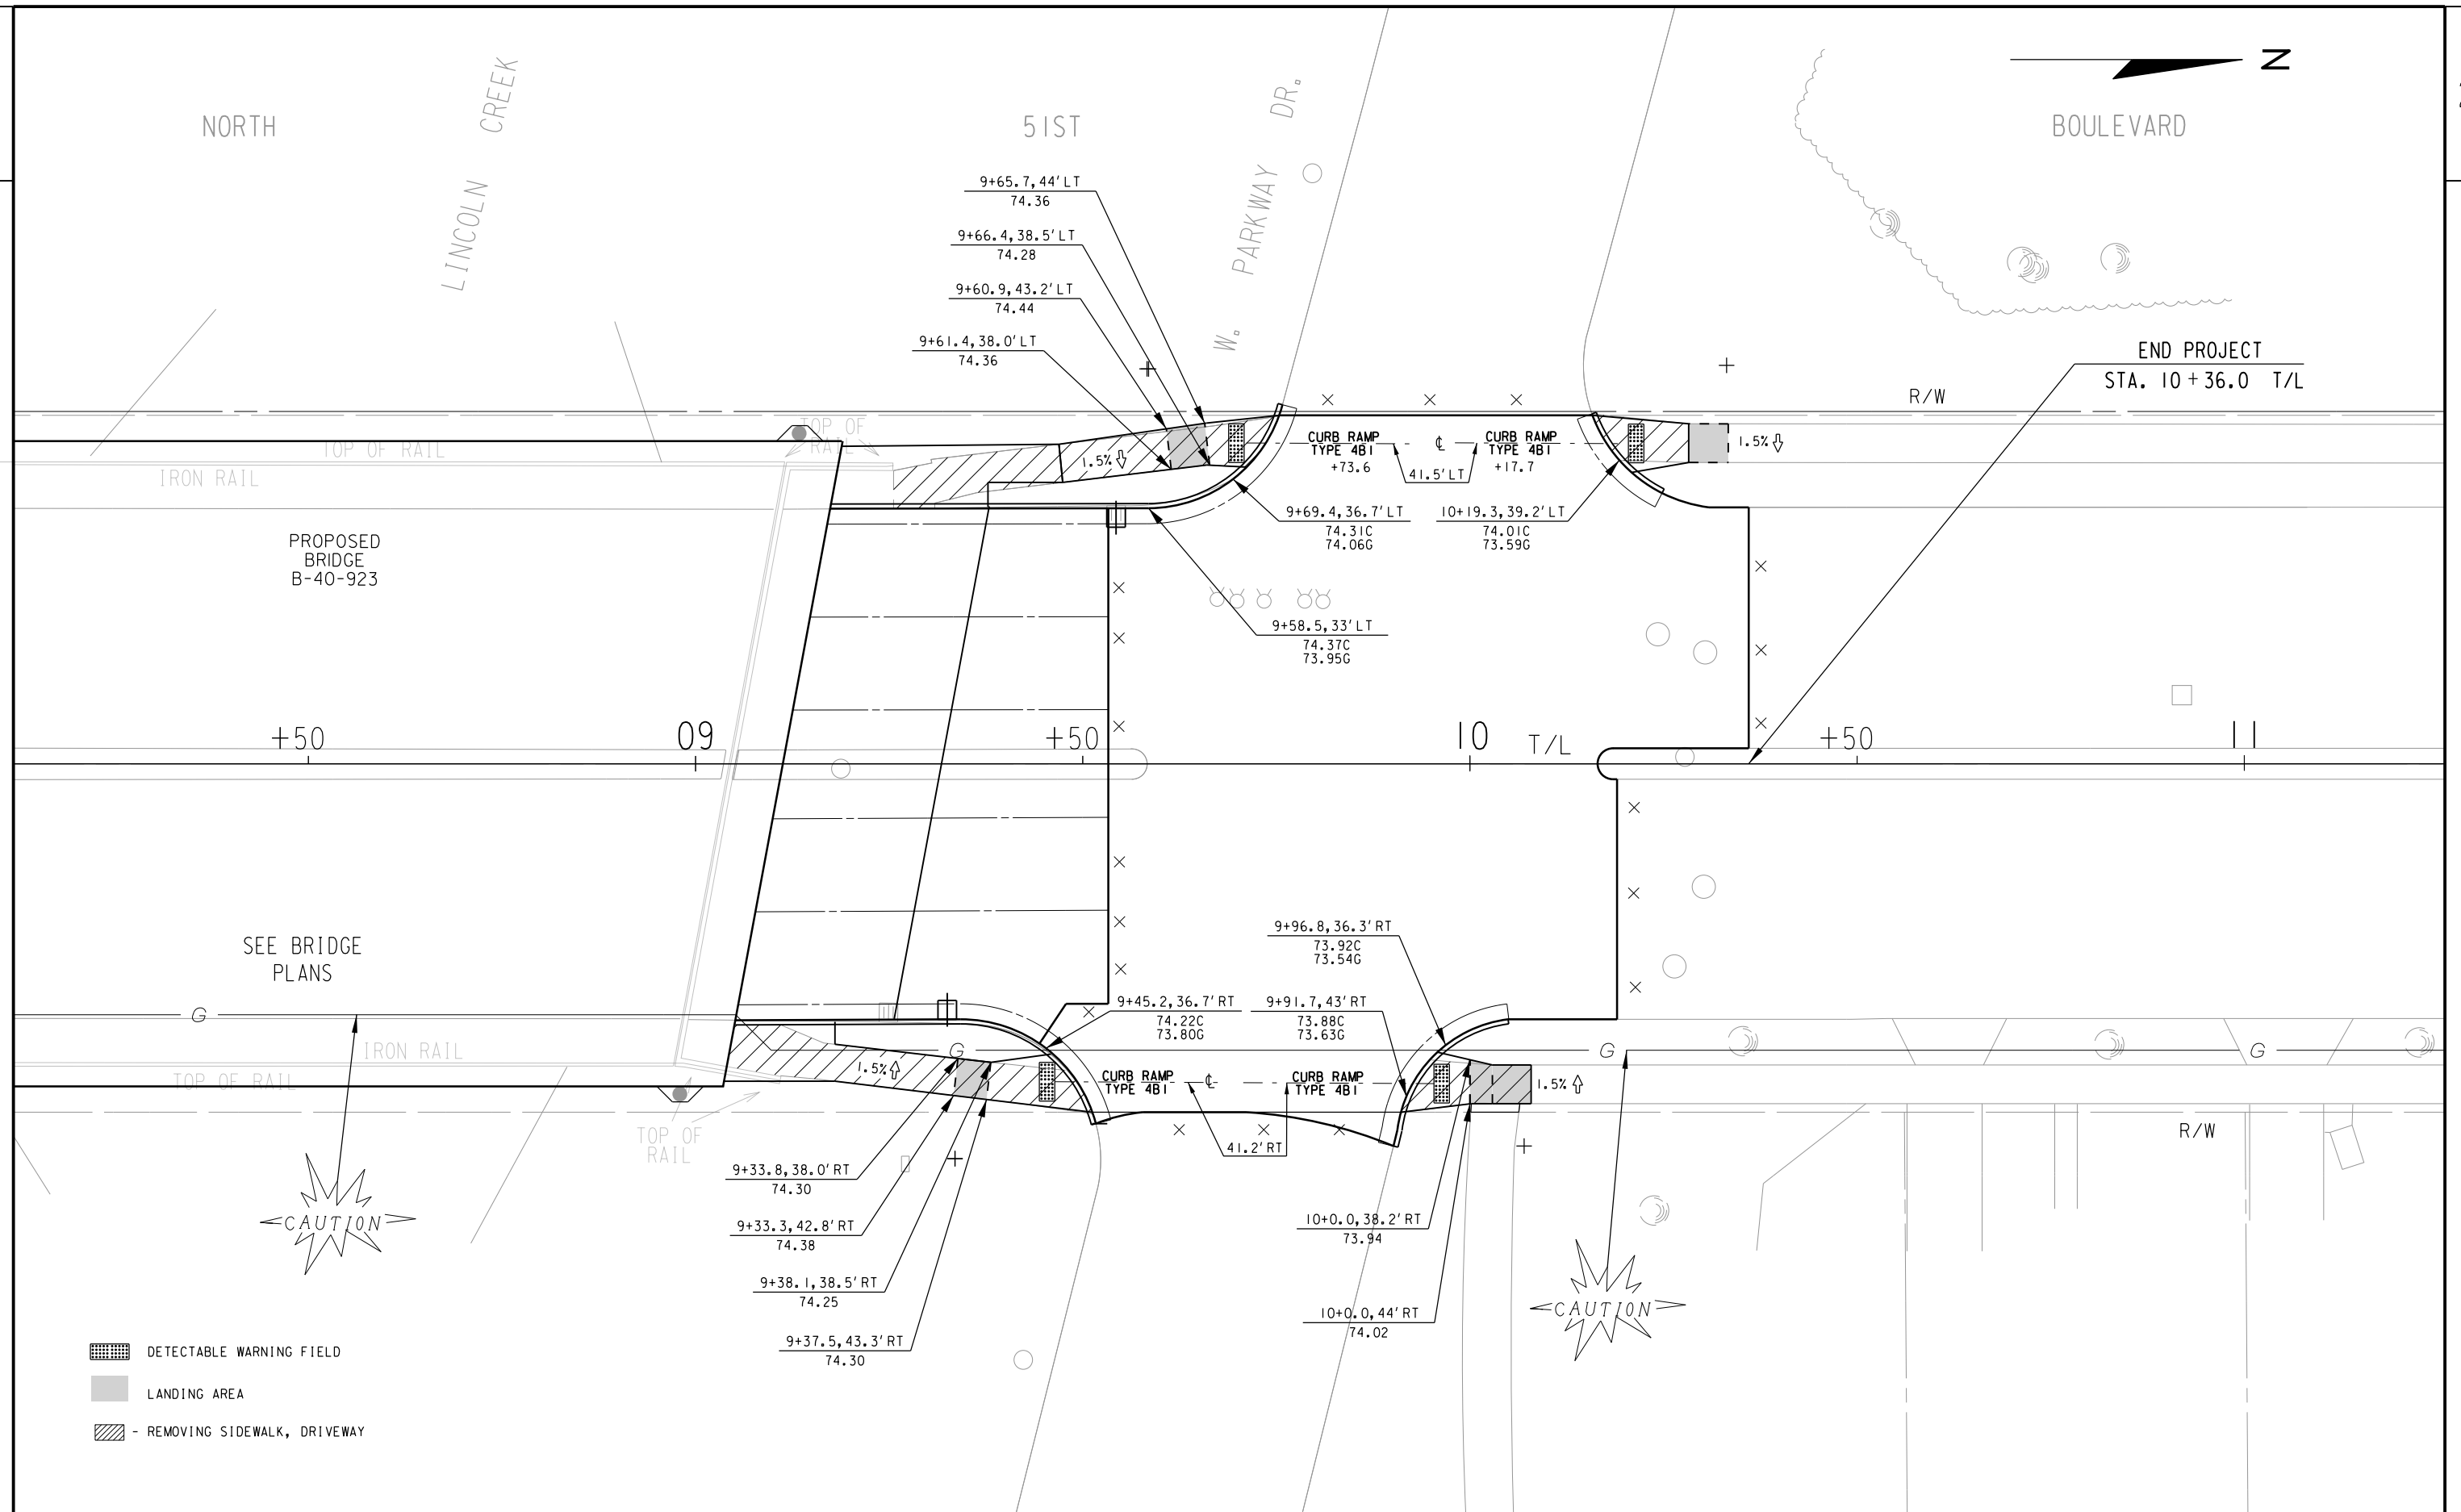 N
NORTH
LINCOLN CREEK
51ST
W. PARKWAY DR.
BOULEVARD
9+65.7,44'LT
74.36
9+66.4,38.5'LT
74.28
9+60.9,43.2'LT
74.44
9+61.4,38.0'LT
74.36
END PROJECT
STA. 10+36.0 T/L
R/W
TOP OF RAIL
IRON RAIL
TOP OF
RAIL
1.5%
CURB RAMP
TYPE 4B1
+73.6
℄
41.5'LT
CURB RAMP
TYPE 4B1
+17.7
1.5%
9+69.4,36.7'LT
74.31C
74.06G
10+19.3,39.2'LT
74.01C
73.59G
PROPOSED
BRIDGE
B-40-923
9+58.5,33'LT
74.37C
73.95G
+50
09
+50
10
T/L
+50
11
SEE BRIDGE
PLANS
9+96.8,36.3'RT
73.92C
73.54G
9+45.2,36.7'RT
74.22C
73.80G
9+91.7,43'RT
73.88C
73.63G
G
IRON RAIL
TOP OF RAIL
G
G
G
1.5%
CURB RAMP
TYPE 4B1
℄
CURB RAMP
TYPE 4B1
1.5%
TOP OF
RAIL
41.2'RT
R/W
9+33.8,38.0'RT
74.30
9+33.3,42.8'RT
74.38
9+38.1,38.5'RT
74.25
9+37.5,43.3'RT
74.30
10+0.0,38.2'RT
73.94
10+0.0,44'RT
74.02
CAUTION
CAUTION
DETECTABLE WARNING FIELD
LANDING AREA
- REMOVING SIDEWALK, DRIVEWAY